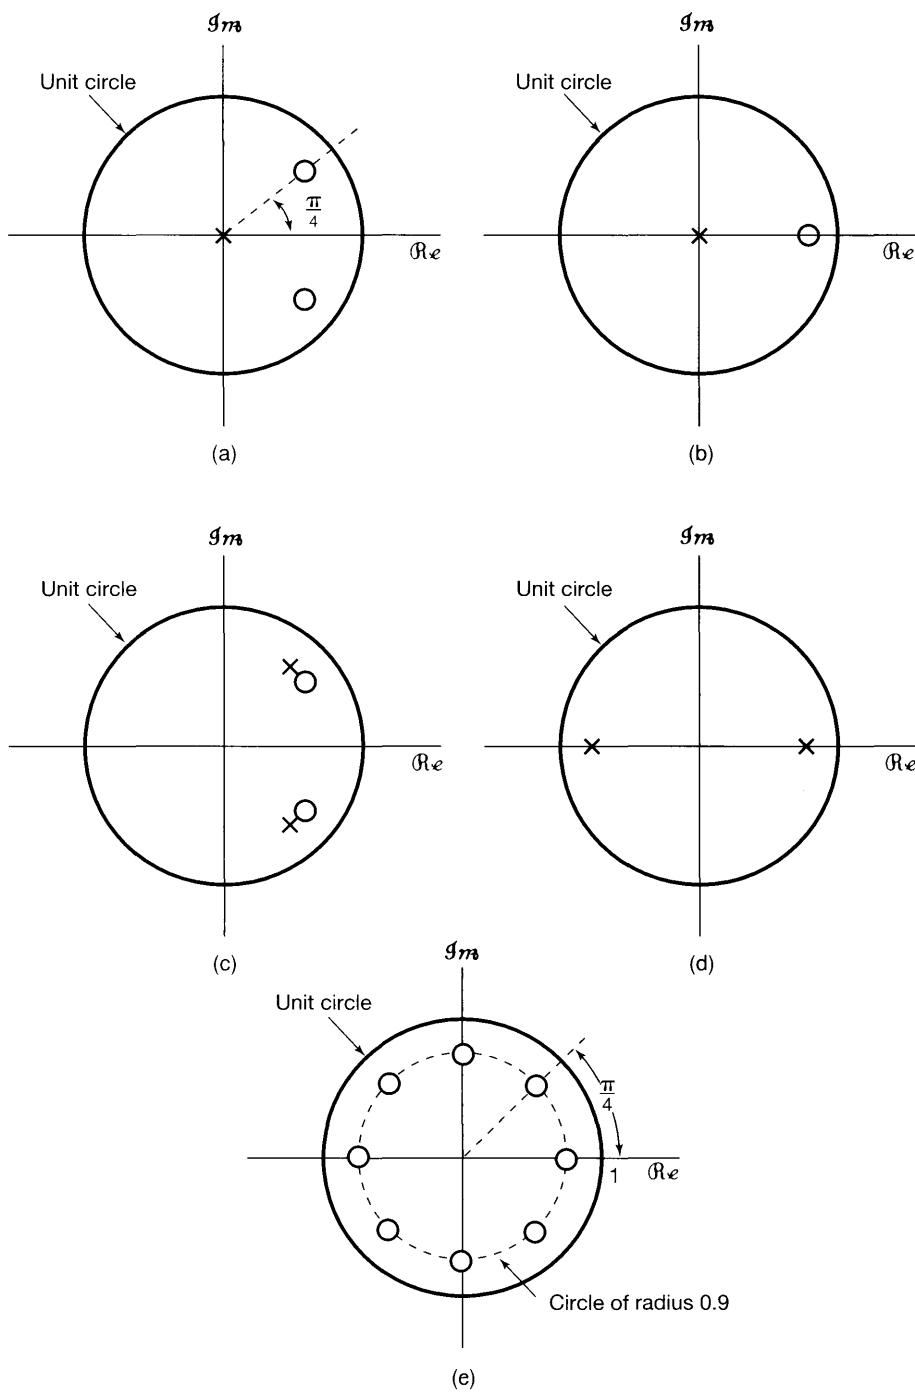 ℐm
ℐm
Unit circle
Unit circle
π/4
ℛe
ℛe
(a)
(b)
ℐm
ℐm
Unit circle
Unit circle
ℛe
ℛe
(c)
(d)
ℐm
Unit circle
π/4
1
ℛe
Circle of radius 0.9
(e)